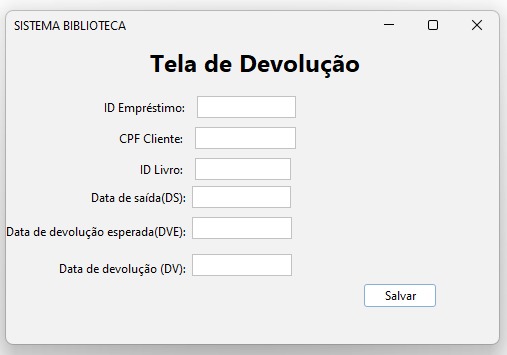 SISTEMA BIBLIOTECA
Tela de Devolução
ID Empréstimo:
CPF Cliente:
ID Livro:
Data de saída(DS):
Data de devolução esperada(DVE):
Data de devolução (DV):
Salvar